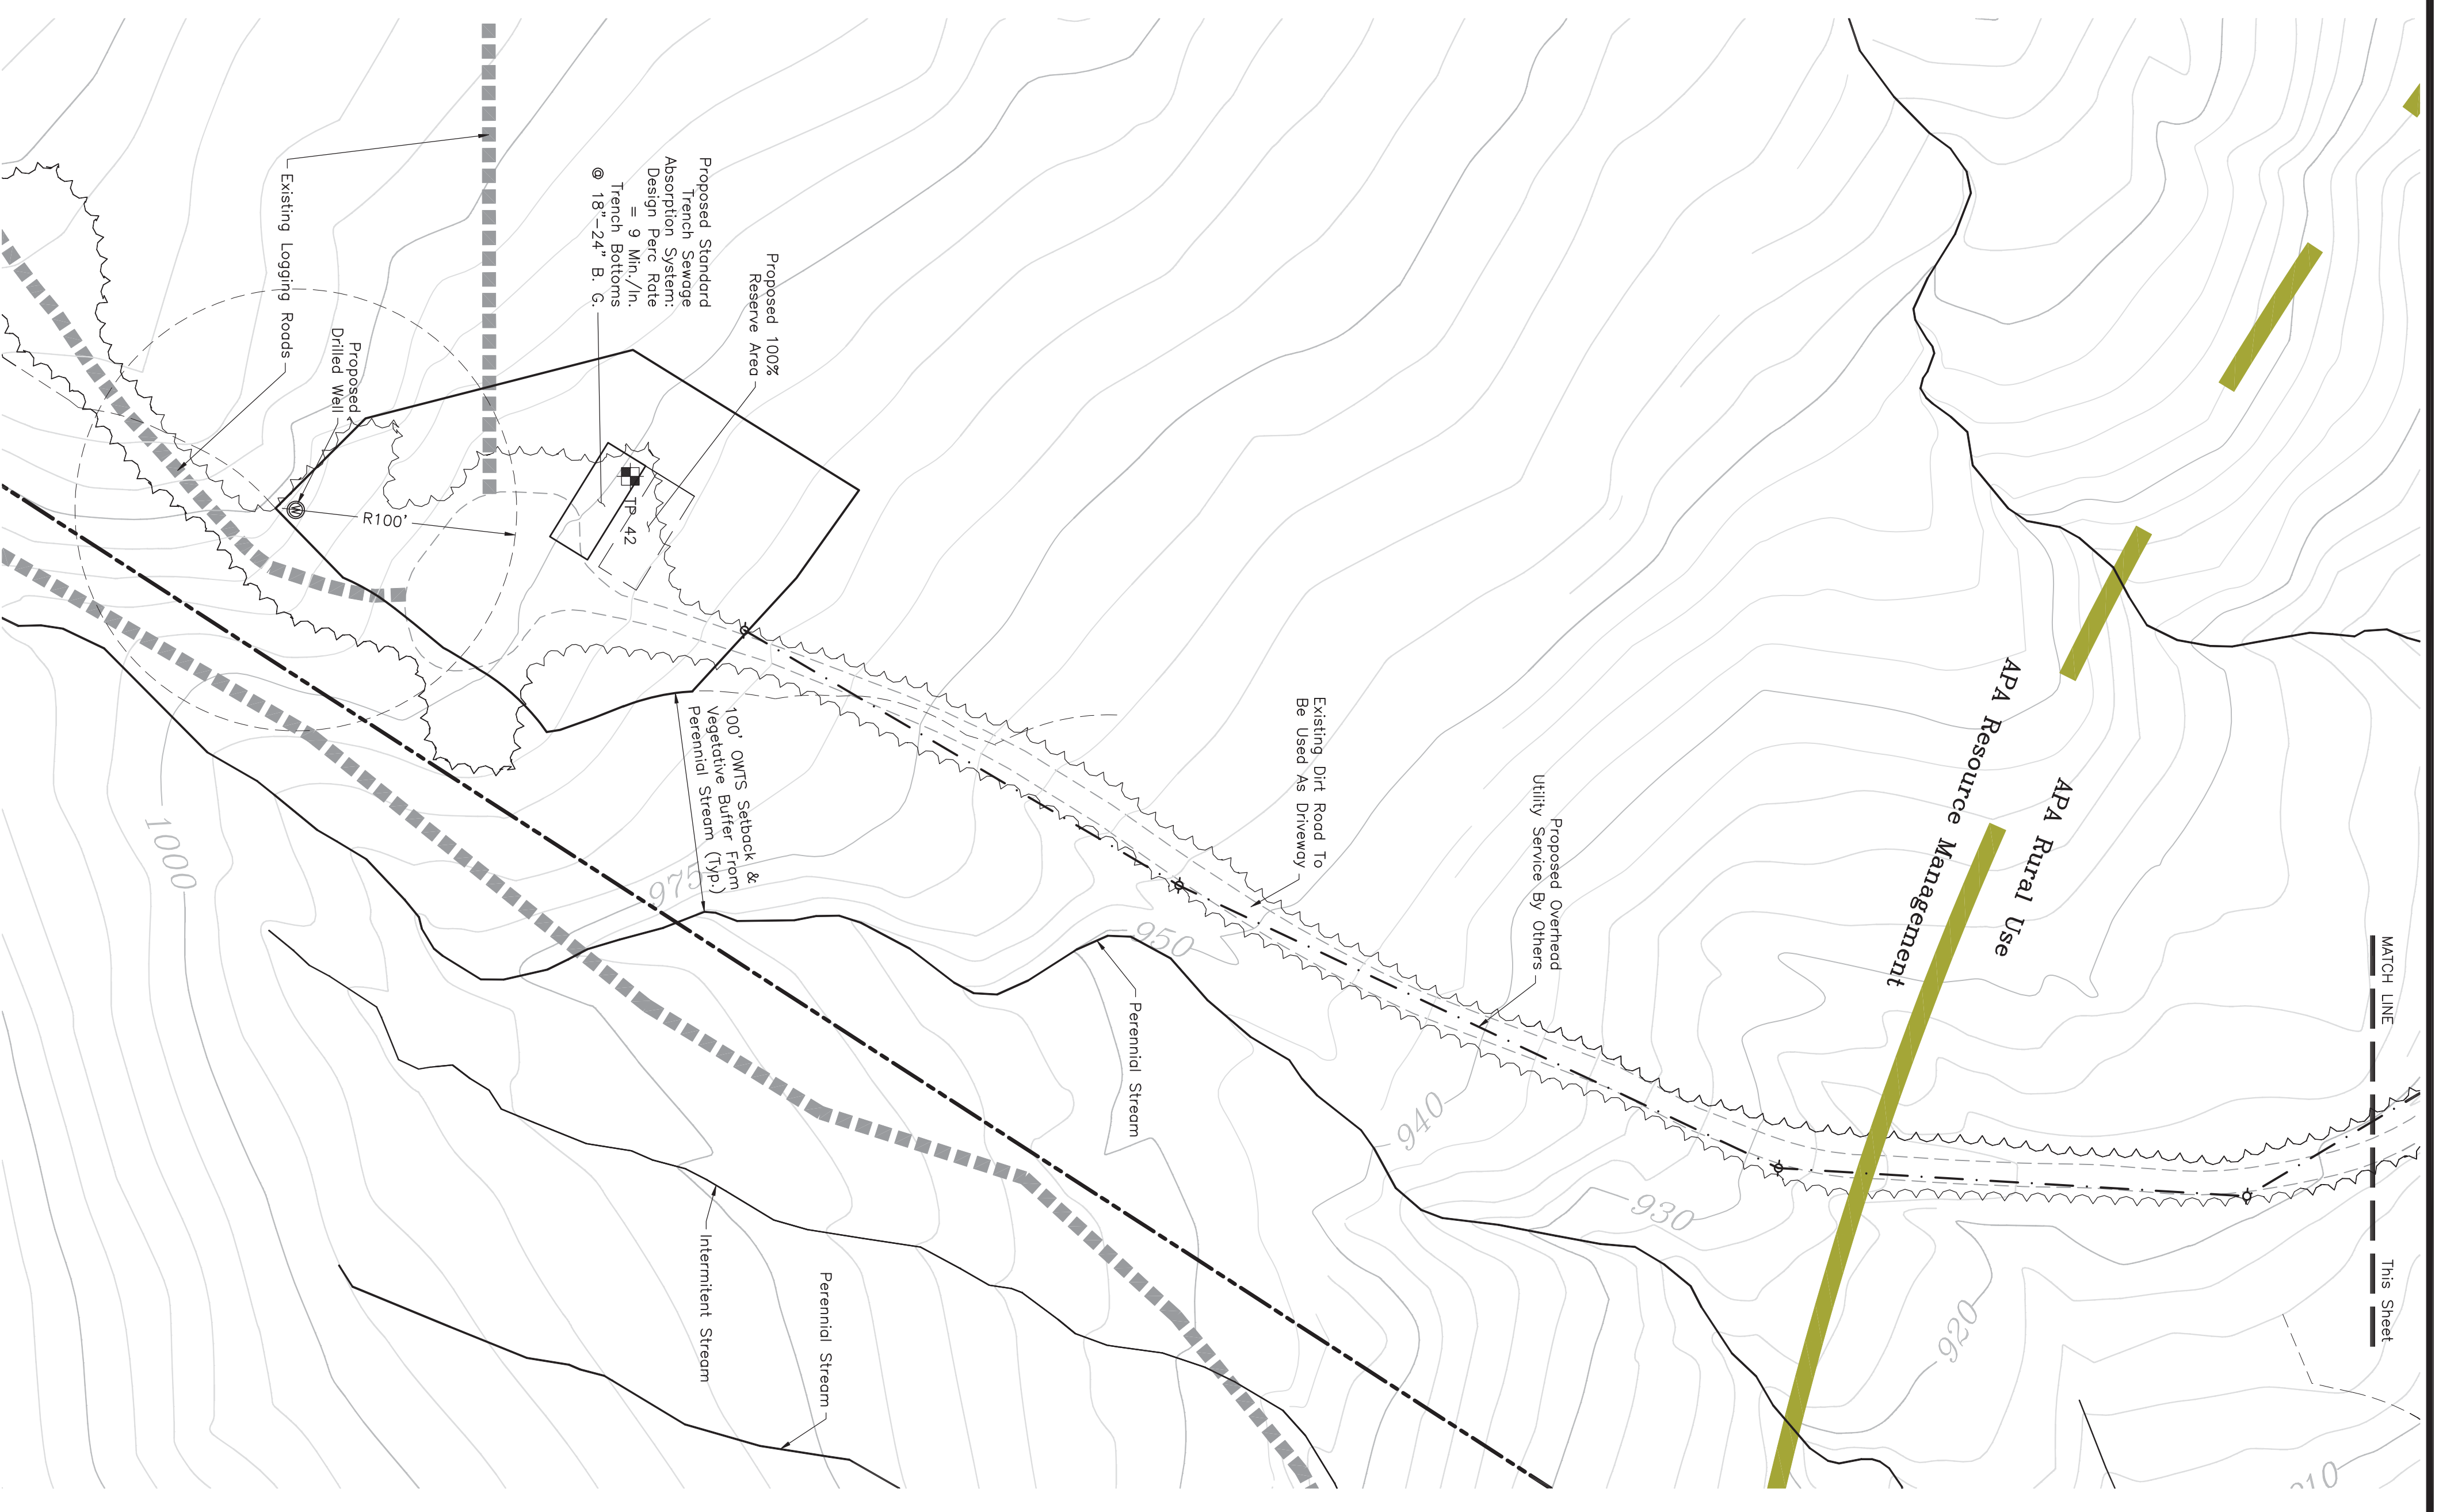 Existing Logging Roads
Proposed
Drilled Well
R100'
W
Proposed Standard
Trench Sewage
Absorption System:
Design Perc Rate
= 9 Min./In.
Trench Bottoms
@ 18"-24" B. G.
Proposed 100%
Reserve Area
TP 42
100' OWTS Setback &
Vegetative Buffer From
Perennial Stream (Typ.)
Existing Dirt Road To
Be Used As Driveway
Proposed Overhead
Utility Service By Others
APA Rural Use
APA Resource Management
MATCH LINE
This Sheet
Perennial Stream
Intermitent Stream
Perennial Stream
1000
975
950
940
930
920